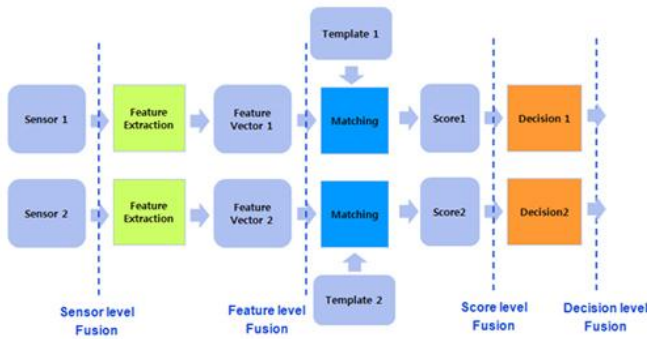 Template 1
Sensor 1
Feature
Extraction
Feature
Vector 1
Matching
Score1
Decision 1
Sensor 2
Feature
Extraction
Feature
Vector 2
Matching
Score2
Decision2
Template 2
Sensor level
Fusion
Feature level
Fusion
Score level
Fusion
Decision level
Fusion